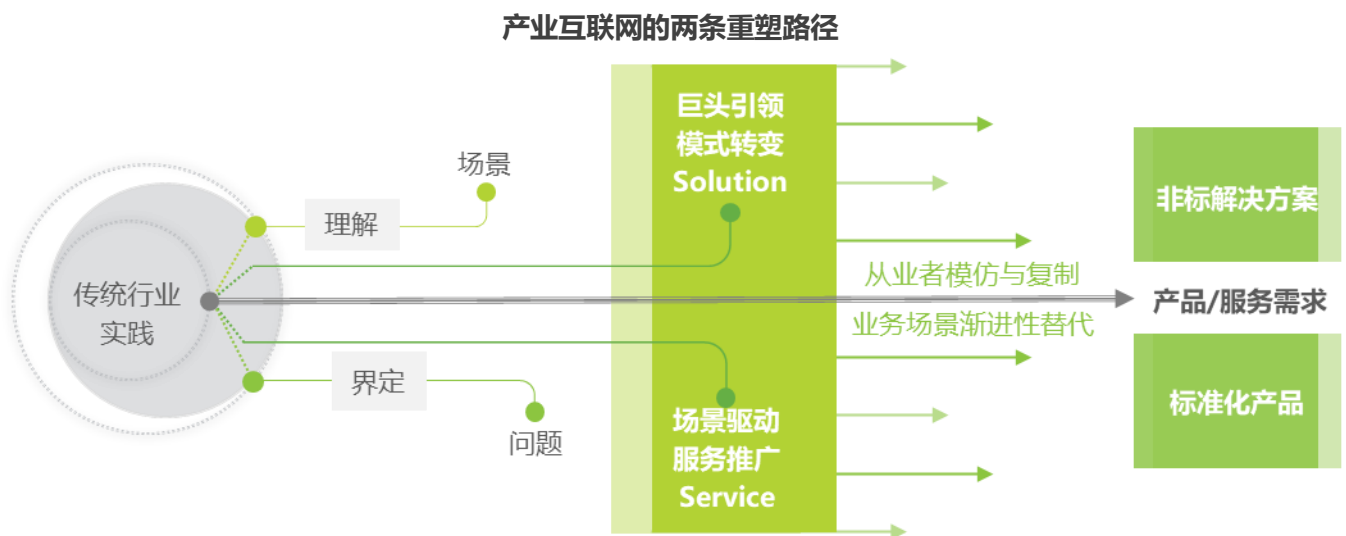 产业互联网的两条重塑路径
场景
理解
传统行业
实践
界定
问题
巨头引领
模式转变
Solution
场景驱动
服务推广
Service
从业者模仿与复制
业务场景渐进性替代
非标解决方案
产品/服务需求
标准化产品